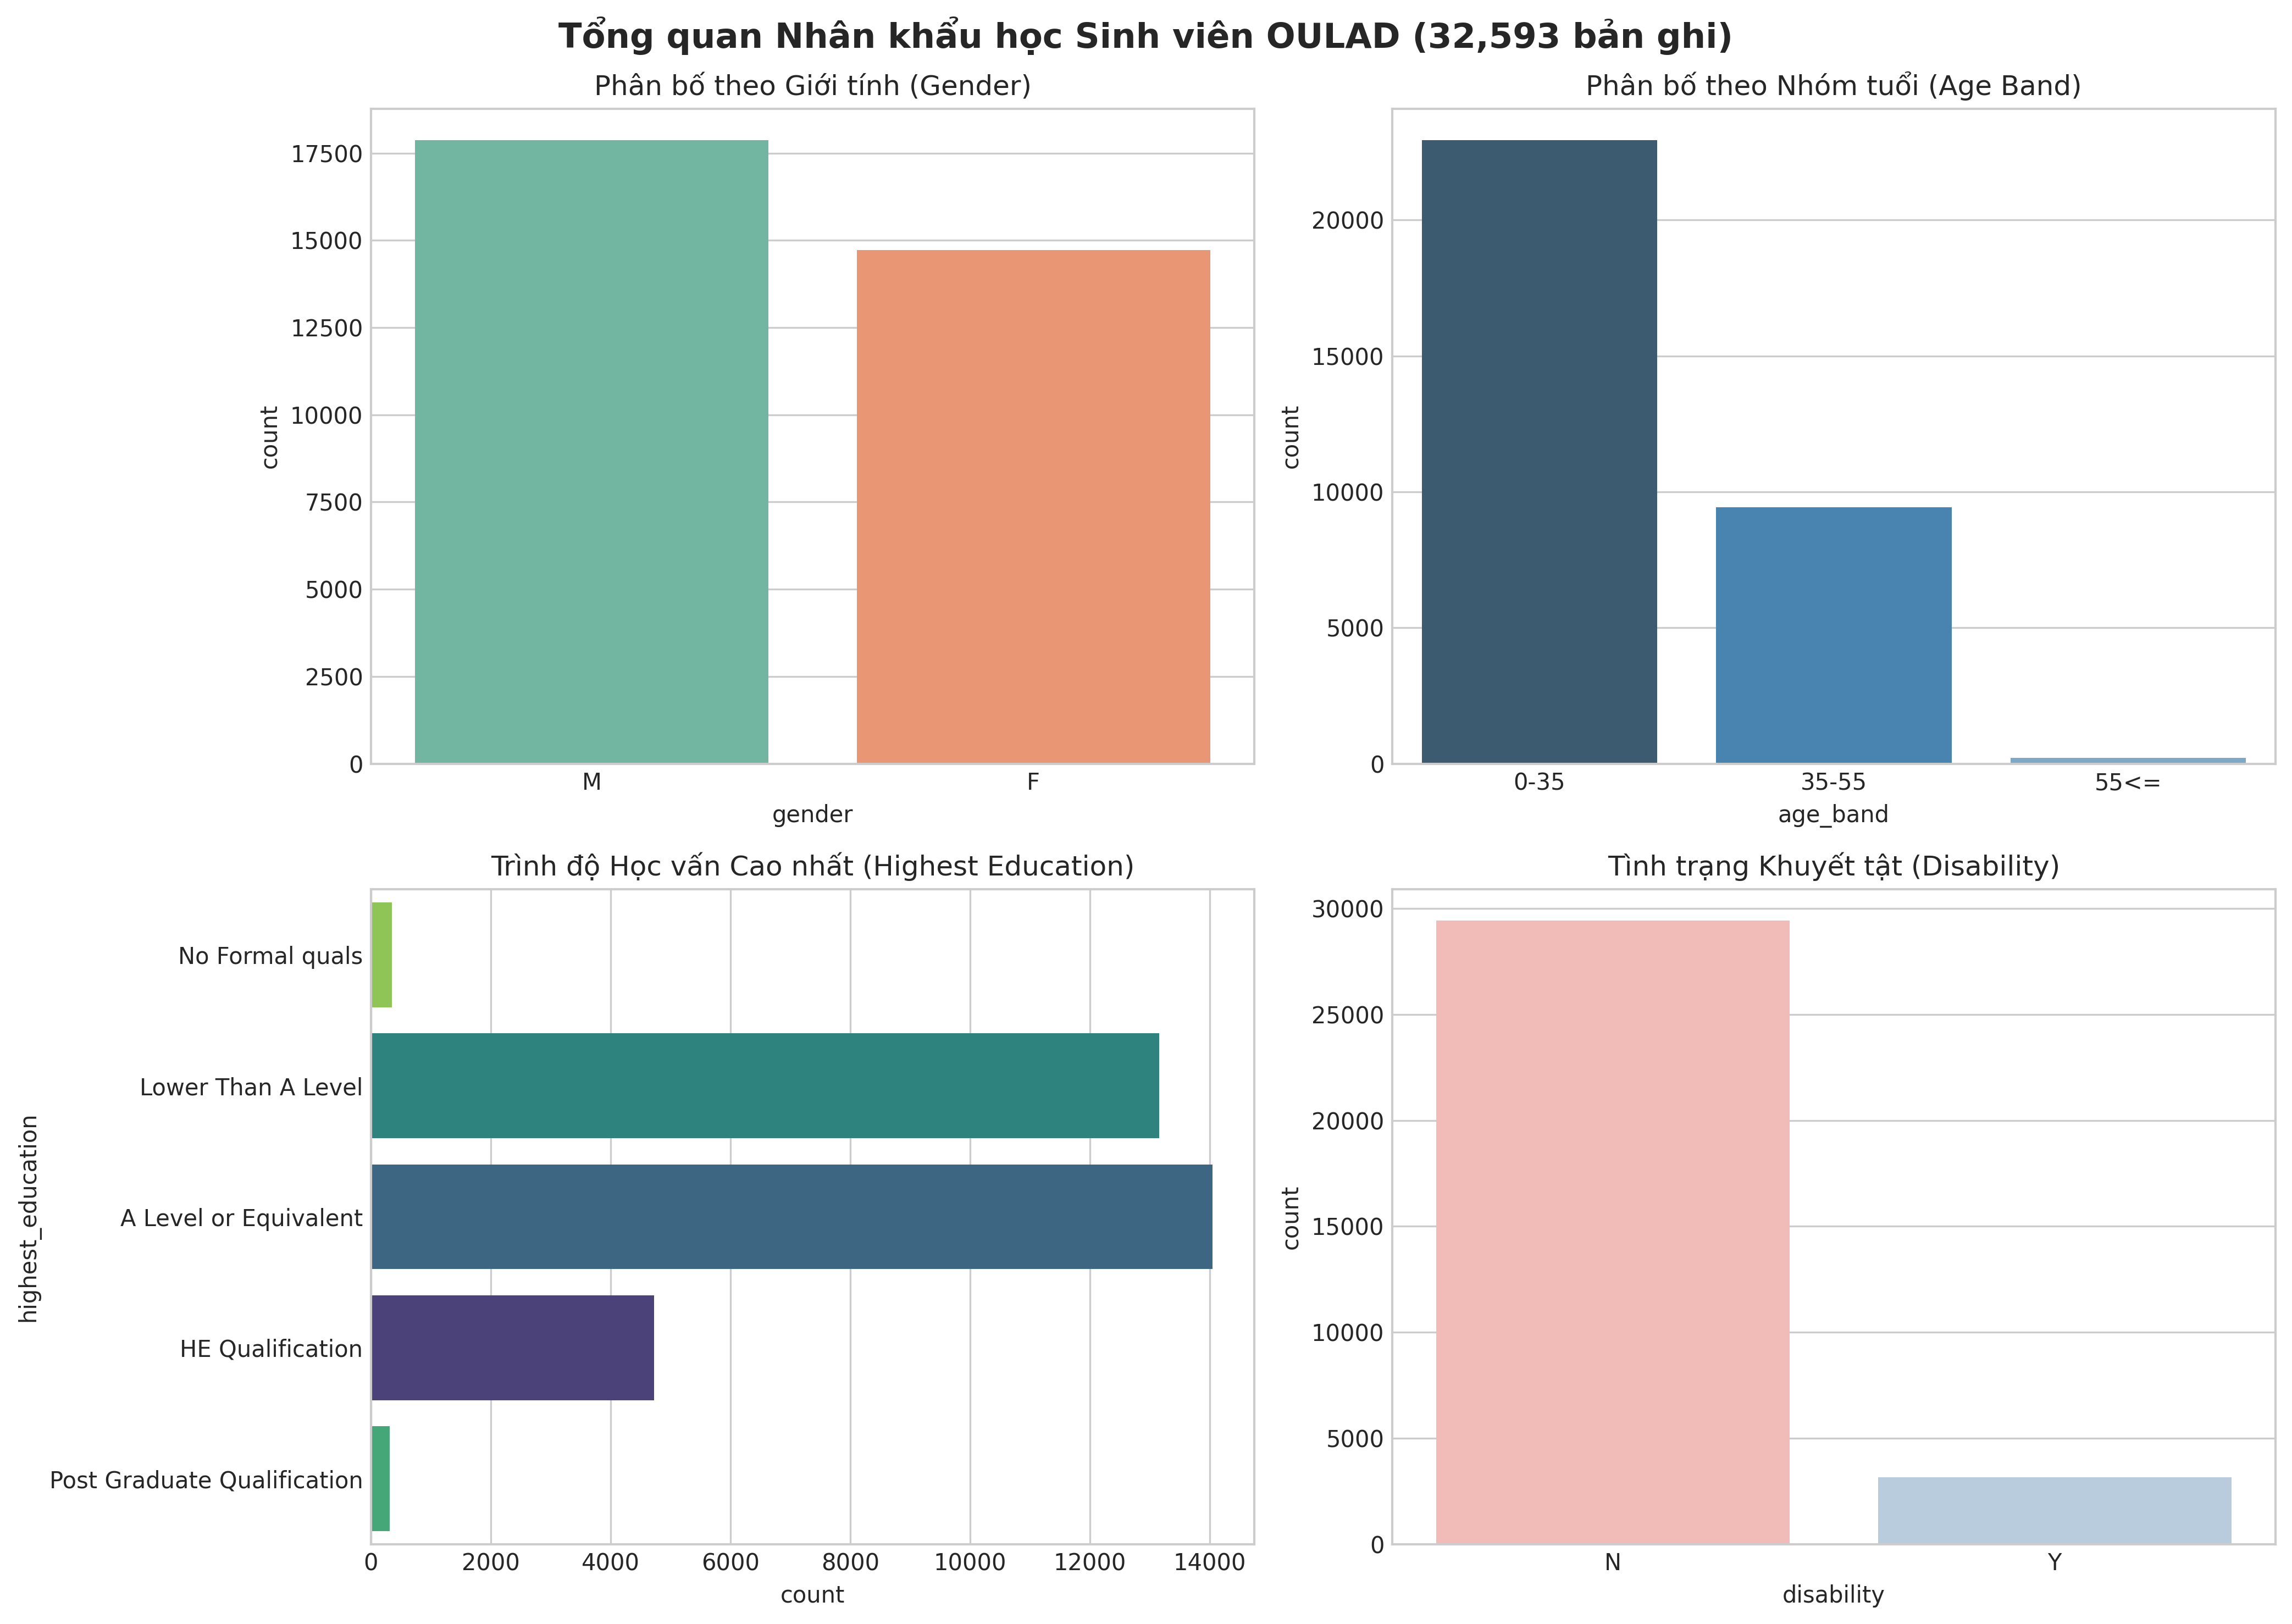 Tổng quan Nhân khẩu học Sinh viên OULAD (32,593 bản ghi)
Phân bố theo Giới tính (Gender)
17500
15000
12500
10000
7500
5000
2500
0
count
M
F
gender
Phân bố theo Nhóm tuổi (Age Band)
20000
15000
10000
5000
0
count
0-35
35-55
55<=
age_band
Trình độ Học vấn Cao nhất (Highest Education)
No Formal quals
Lower Than A Level
A Level or Equivalent
HE Qualification
Post Graduate Qualification
highest_education
0
2000
4000
6000
8000
10000
12000
14000
count
Tình trạng Khuyết tật (Disability)
30000
25000
20000
15000
10000
5000
0
count
N
Y
disability